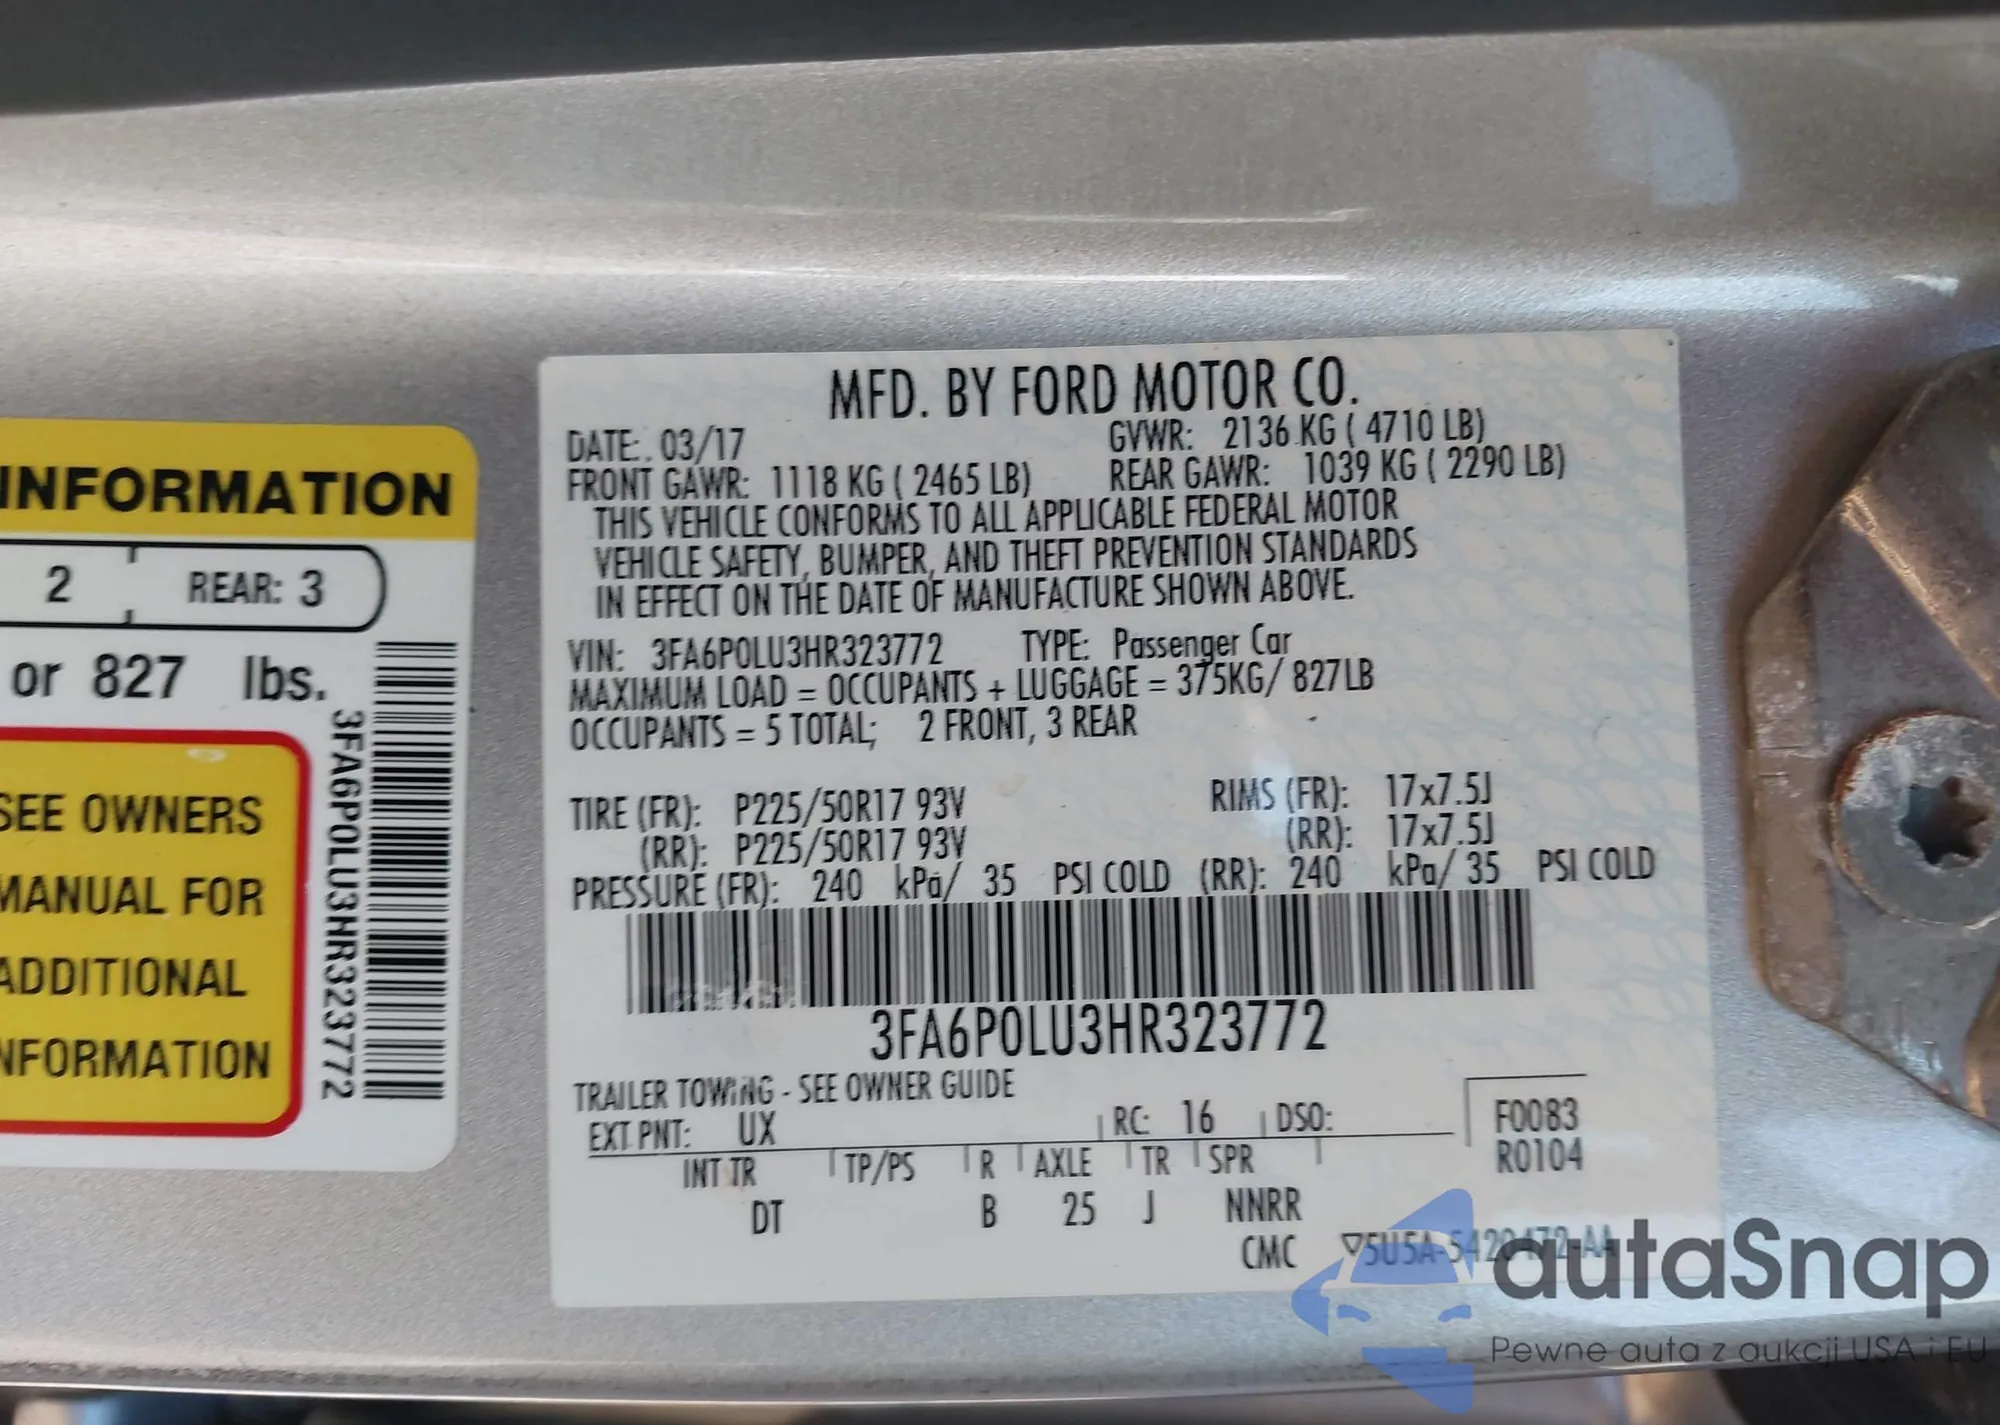 INFORMATION
2 REAR: 3
or 827 lbs.
SEE OWNERS
MANUAL FOR
ADDITIONAL
INFORMATION
3FA6P0LU3HR323772
MFD. BY FORD MOTOR CO.
DATE: 03/17 GVWR: 2136 KG ( 4710 LB)
FRONT GAWR: 1118 KG ( 2465 LB) REAR GAWR: 1039 KG ( 2290 LB)
THIS VEHICLE CONFORMS TO ALL APPLICABLE FEDERAL MOTOR
VEHICLE SAFETY, BUMPER, AND THEFT PREVENTION STANDARDS
IN EFFECT ON THE DATE OF MANUFACTURE SHOWN ABOVE.
VIN: 3FA6P0LU3HR323772 TYPE: Passenger Car
MAXIMUM LOAD = OCCUPANTS + LUGGAGE = 375KG/ 827LB
OCCUPANTS = 5 TOTAL; 2 FRONT, 3 REAR
TIRE (FR): P225/50R17 93V RIMS (FR): 17x7.5J
(RR): P225/50R17 93V (RR): 17x7.5J
PRESSURE (FR): 240 kPa/ 35 PSI COLD (RR): 240 kPa/ 35 PSI COLD
3FA6P0LU3HR323772
TRAILER TOWING - SEE OWNER GUIDE
EXT PNT: UX RC: 16 DSO: F0083
R0104
INT TR TP/PS R AXLE TR SPR
DT B 25 J NNRR
CMC ▽5U5A-5420472-AA
autaSnap
Pewne auta z aukcji USA i EU